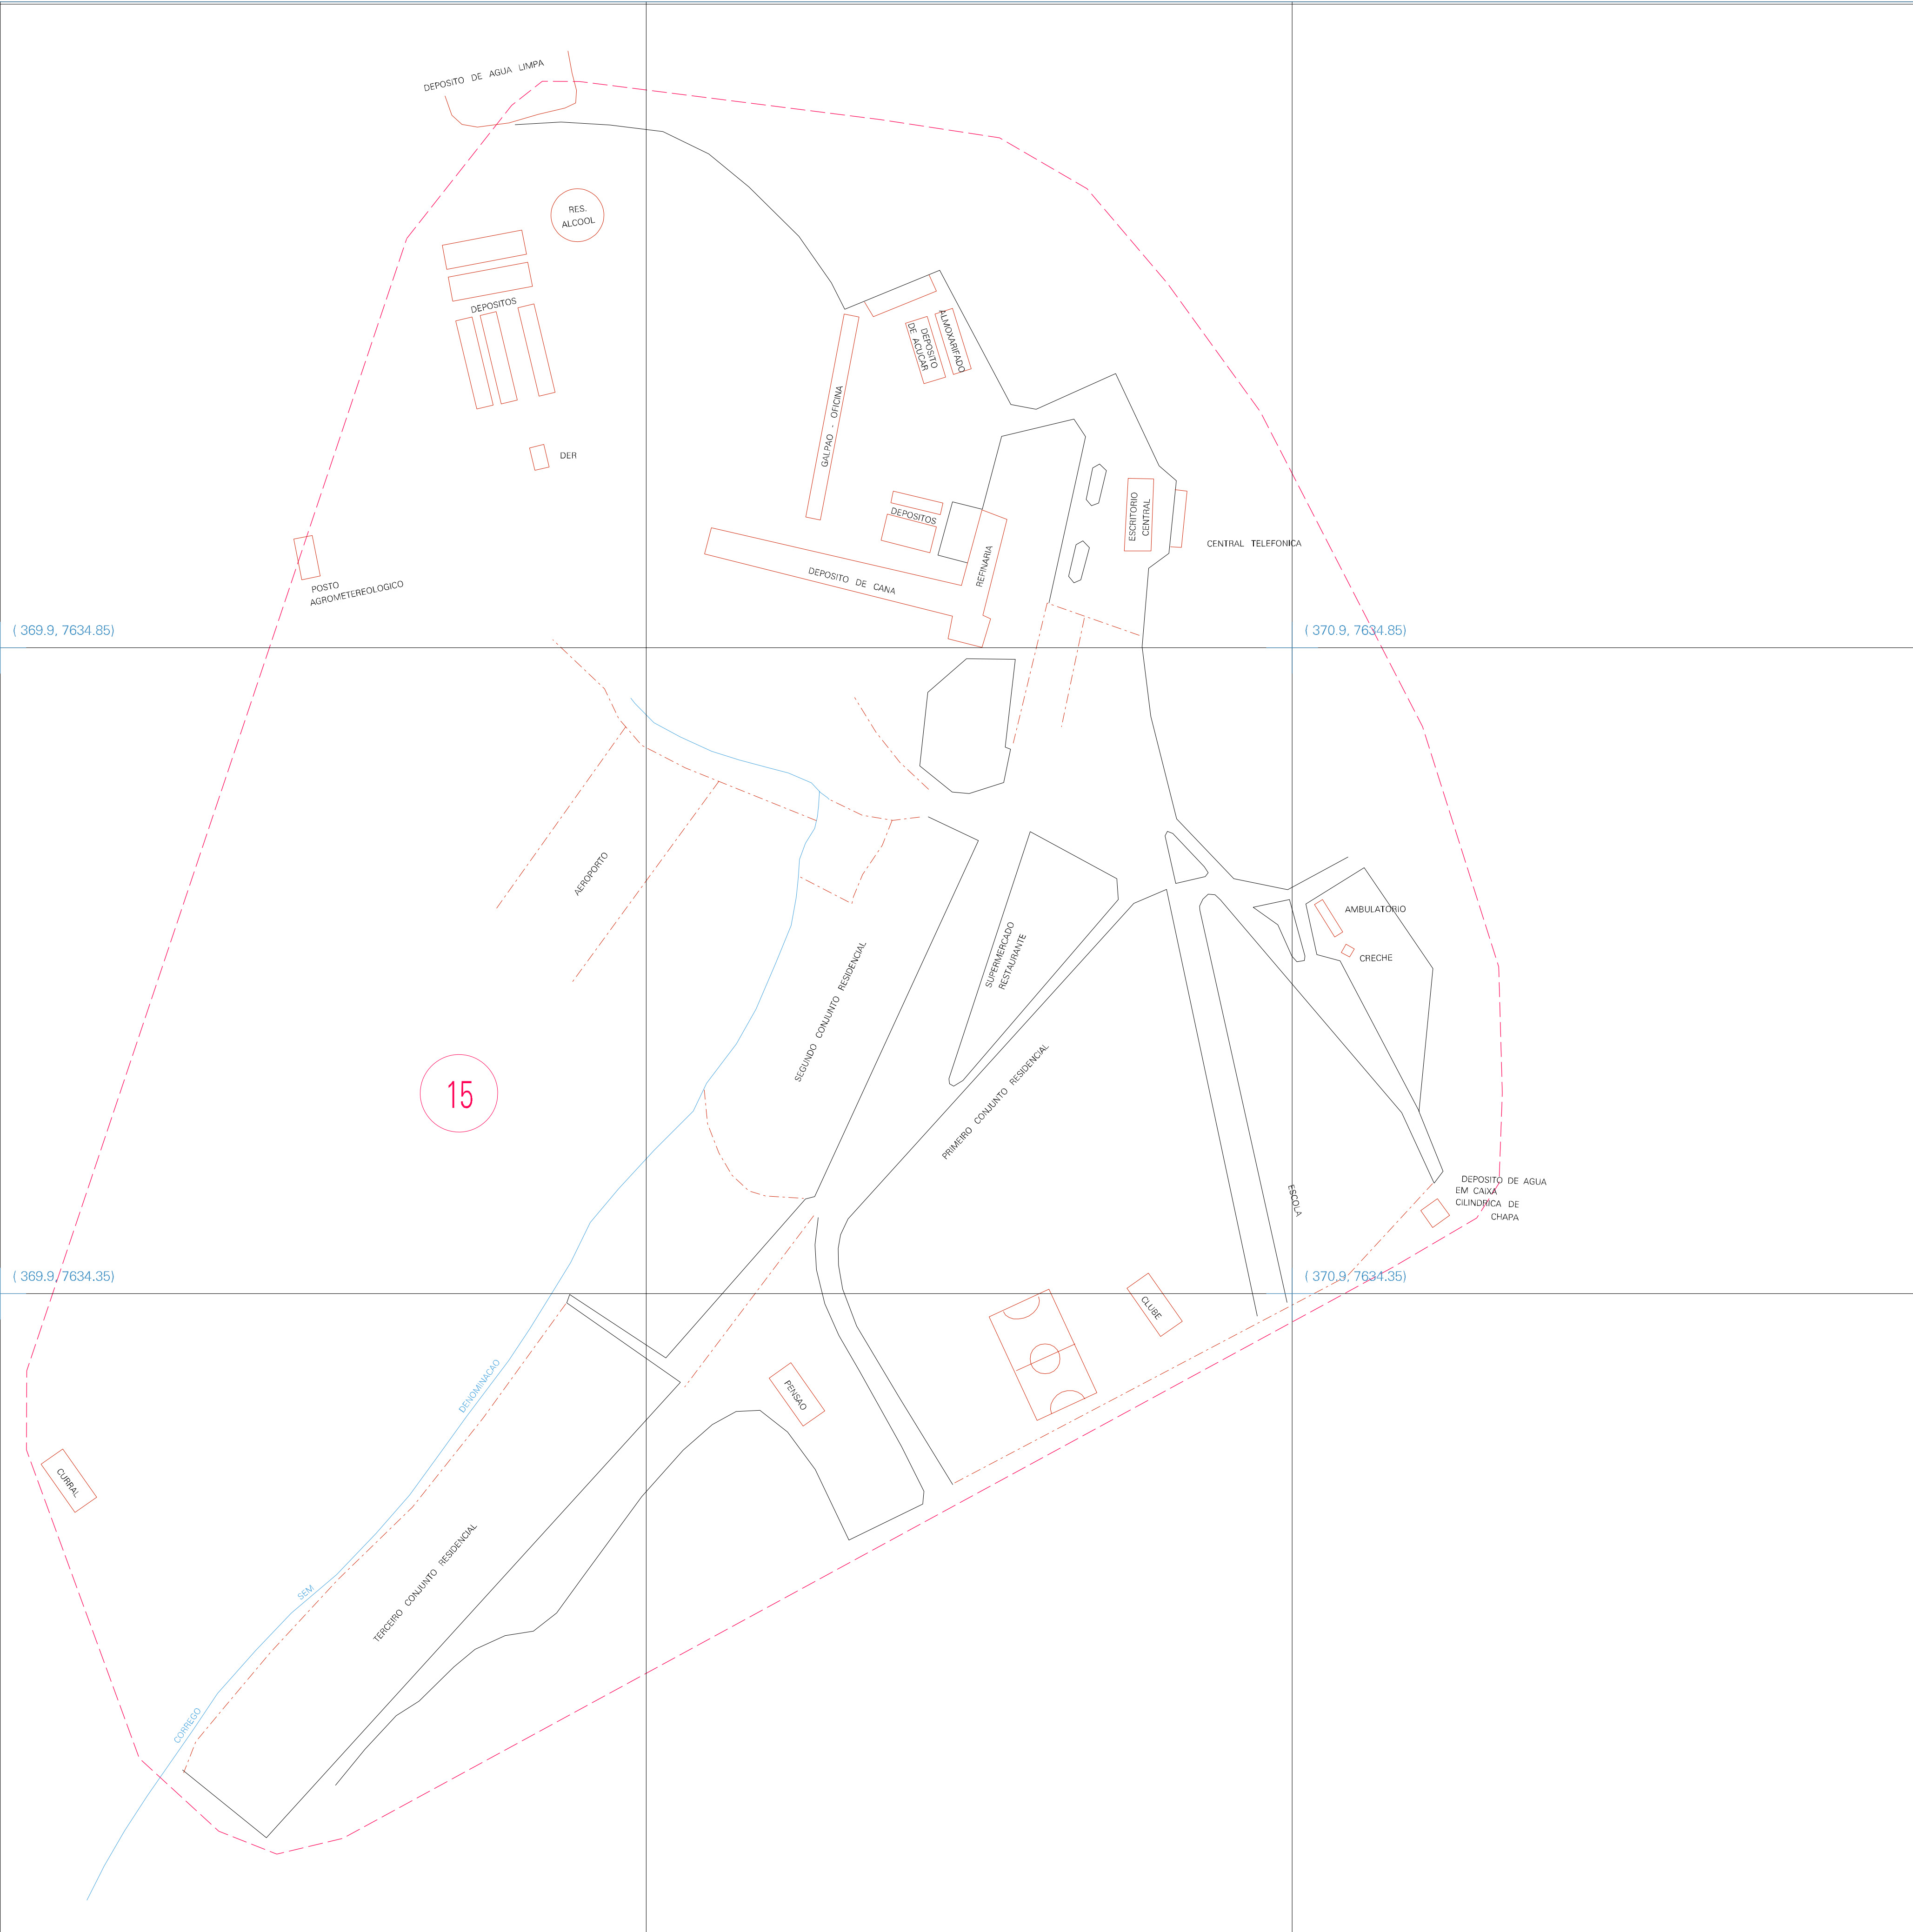 DEPOSITO DE AGUA LIMPA
RES.
ALCOOL
DEPOSITOS
ALMOXARIFADO
DEPOSITO
DE ACUCAR
GALPAO - OFICINA
DER
DEPOSITOS
ESCRITORIO
CENTRAL
CENTRAL TELEFONICA
REFINARIA
DEPOSITO DE CANA
POSTO
AGROMETEREOLOGICO
( 369.9, 7634.85)
( 370.9, 7634.85)
AEROPORTO
AMBULATORIO
CRECHE
SUPERMERCADO
RESTAURANTE
SEGUNDO CONJUNTO RESIDENCIAL
15
PRIMEIRO CONJUNTO RESIDENCIAL
DEPOSITO DE AGUA
EM CAIXA
CILINDRICA DE
CHAPA
ESCOLA
( 369.9, 7634.35)
( 370.9, 7634.35)
CLUBE
PENSAO
CURRAL
TERCEIRO CONJUNTO RESIDENCIAL
CORREGO SEM DENOMINACAO